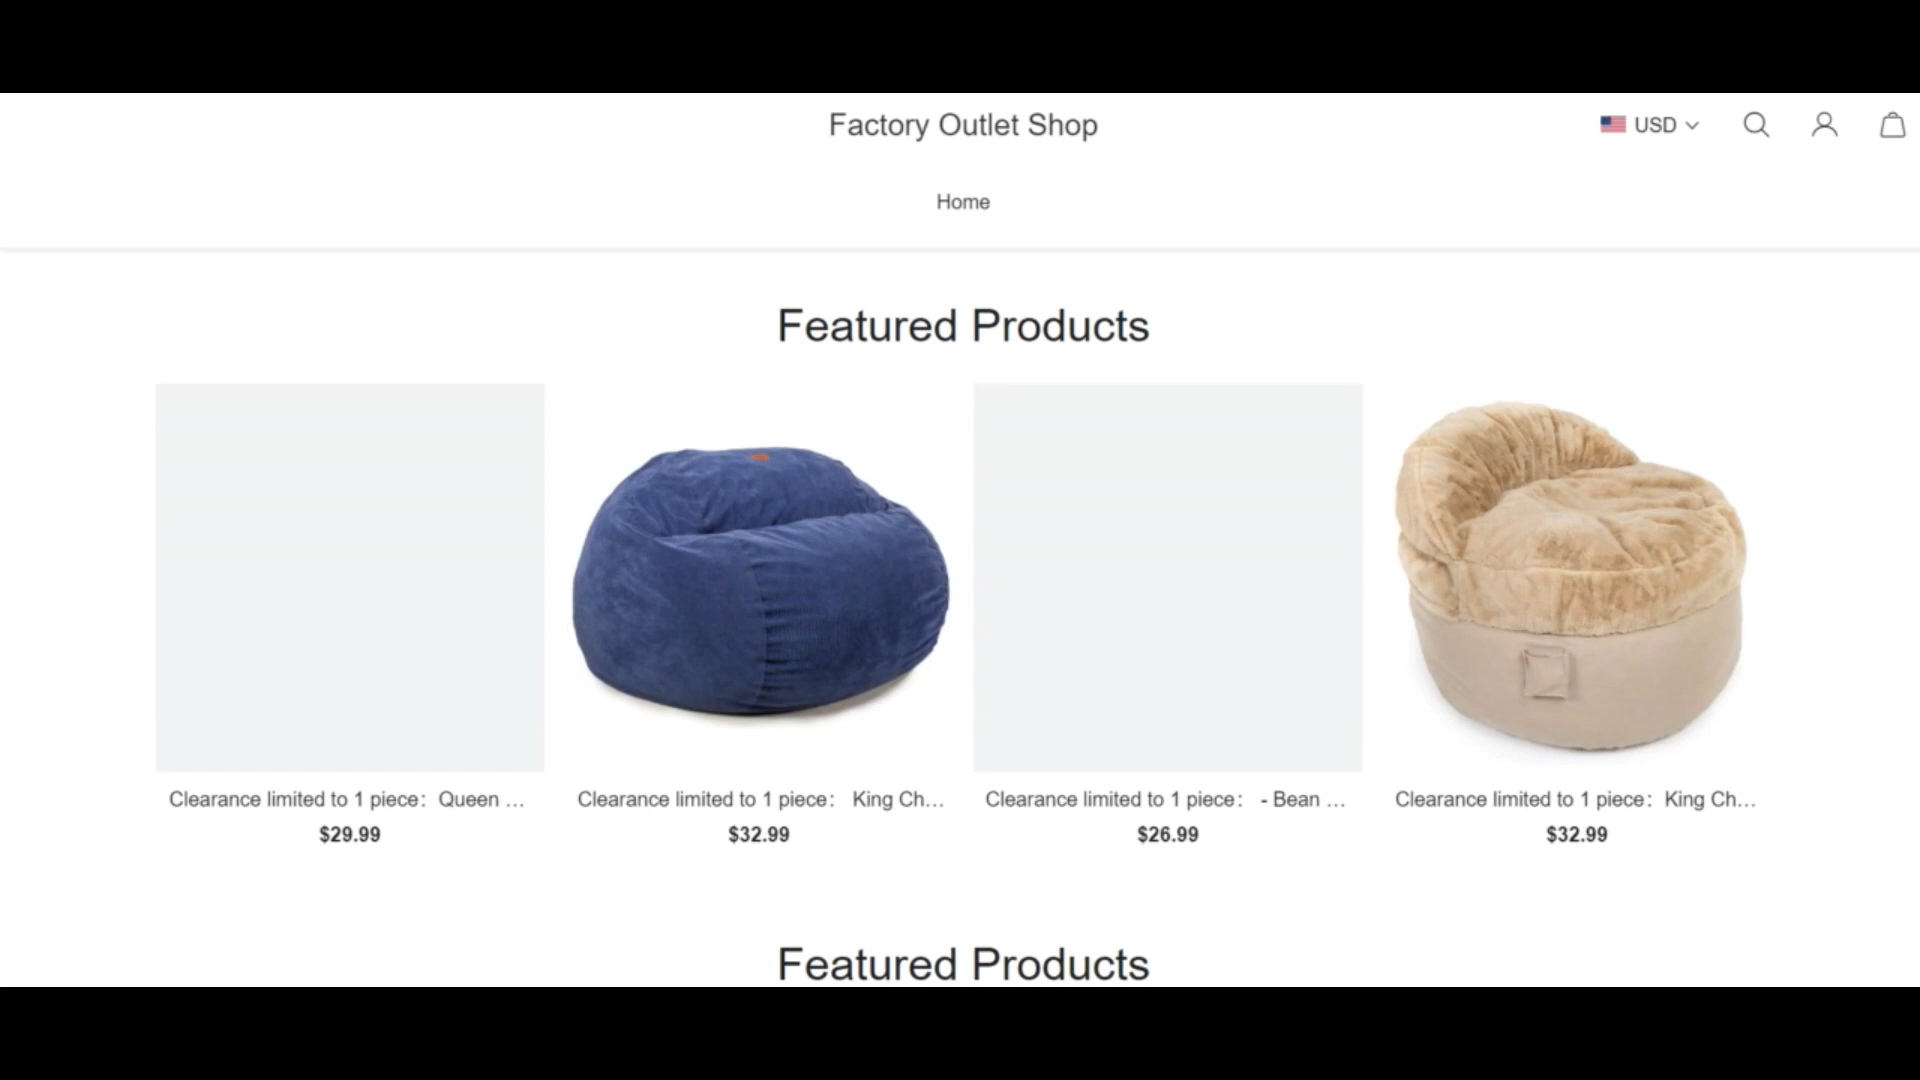 Factory Outlet Shop
USD
Home
Featured Products
Clearance limited to 1 piece：Queen ...
$29.99
Clearance limited to 1 piece： King Ch...
$32.99
Clearance limited to 1 piece： - Bean ...
$26.99
Clearance limited to 1 piece：King Ch...
$32.99
Featured Products